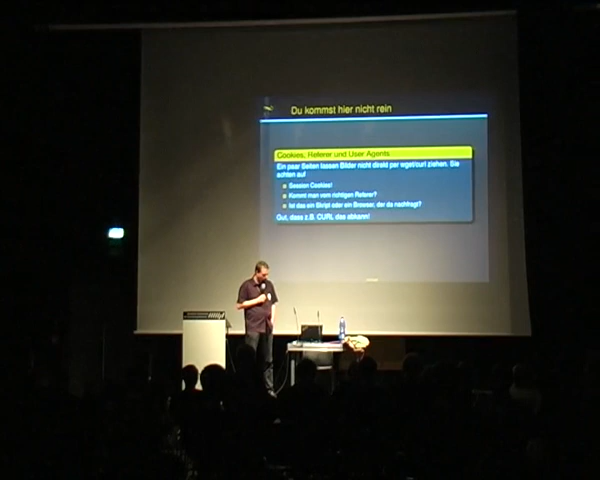 Du kommst hier nicht rein
Cookies, Referer und User Agents
Ein paar Seiten lassen Bilder nicht direkt per wget/curl ziehen. Sie
achten auf
Session Cookies!
Kommt man vom richtigen Referer?
Ist das ein Skript oder ein Browser, der da nachfragt?
Gut, dass z.B. CURL das abkann!